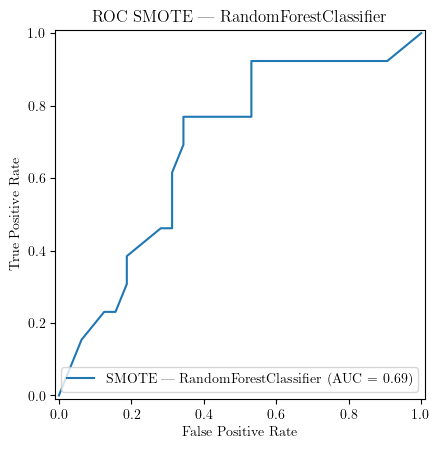 ROC SMOTE — RandomForestClassifier
1.0
0.8
0.6
0.4
0.2
0.0
True Positive Rate
SMOTE — RandomForestClassifier (AUC = 0.69)
0.0 0.2 0.4 0.6 0.8 1.0
False Positive Rate